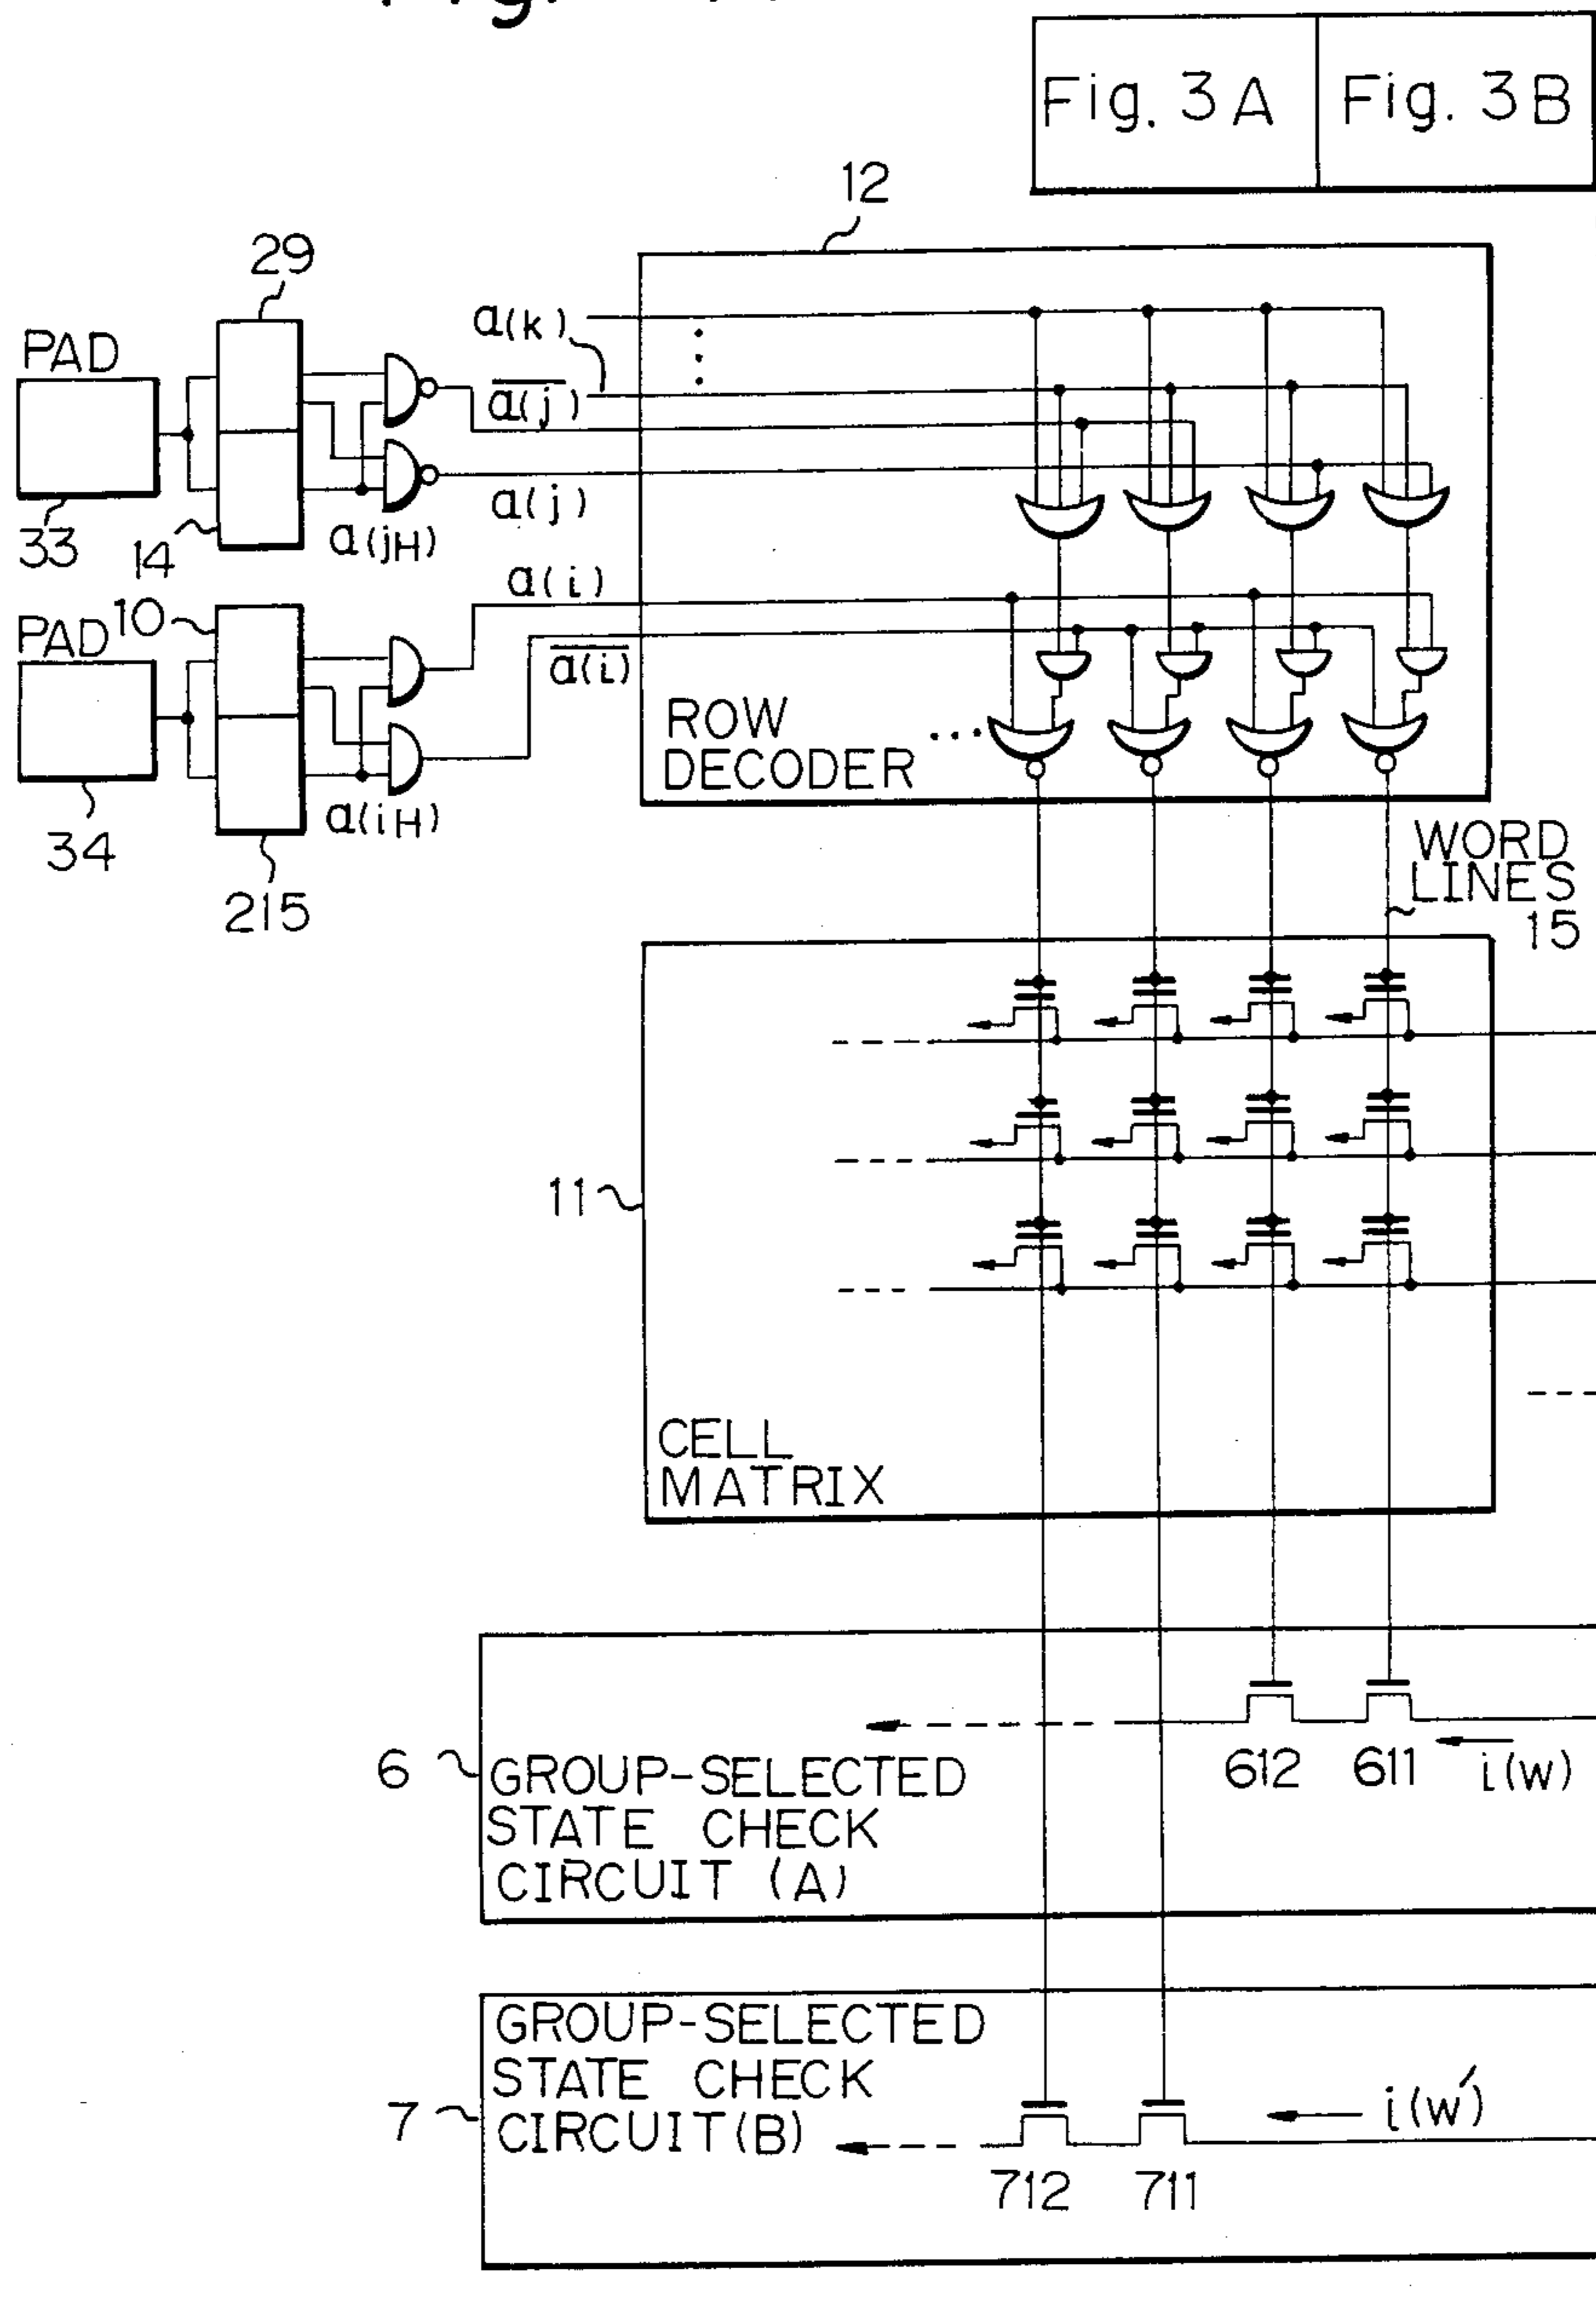 Fig.
Fig. 3A
Fig. 3B
12
29
PAD
33
14
a(k)
a(j)
a(j)
a(jH)
PAD
10
34
215
a(i)
a(i)
a(iH)
ROW
DECODER
...
WORD
LINES
15
11
CELL
MATRIX
6
GROUP-SELECTED
STATE CHECK
CIRCUIT (A)
612
611
i(w)
7
GROUP-SELECTED
STATE CHECK
CIRCUIT(B)
i(w')
712
711